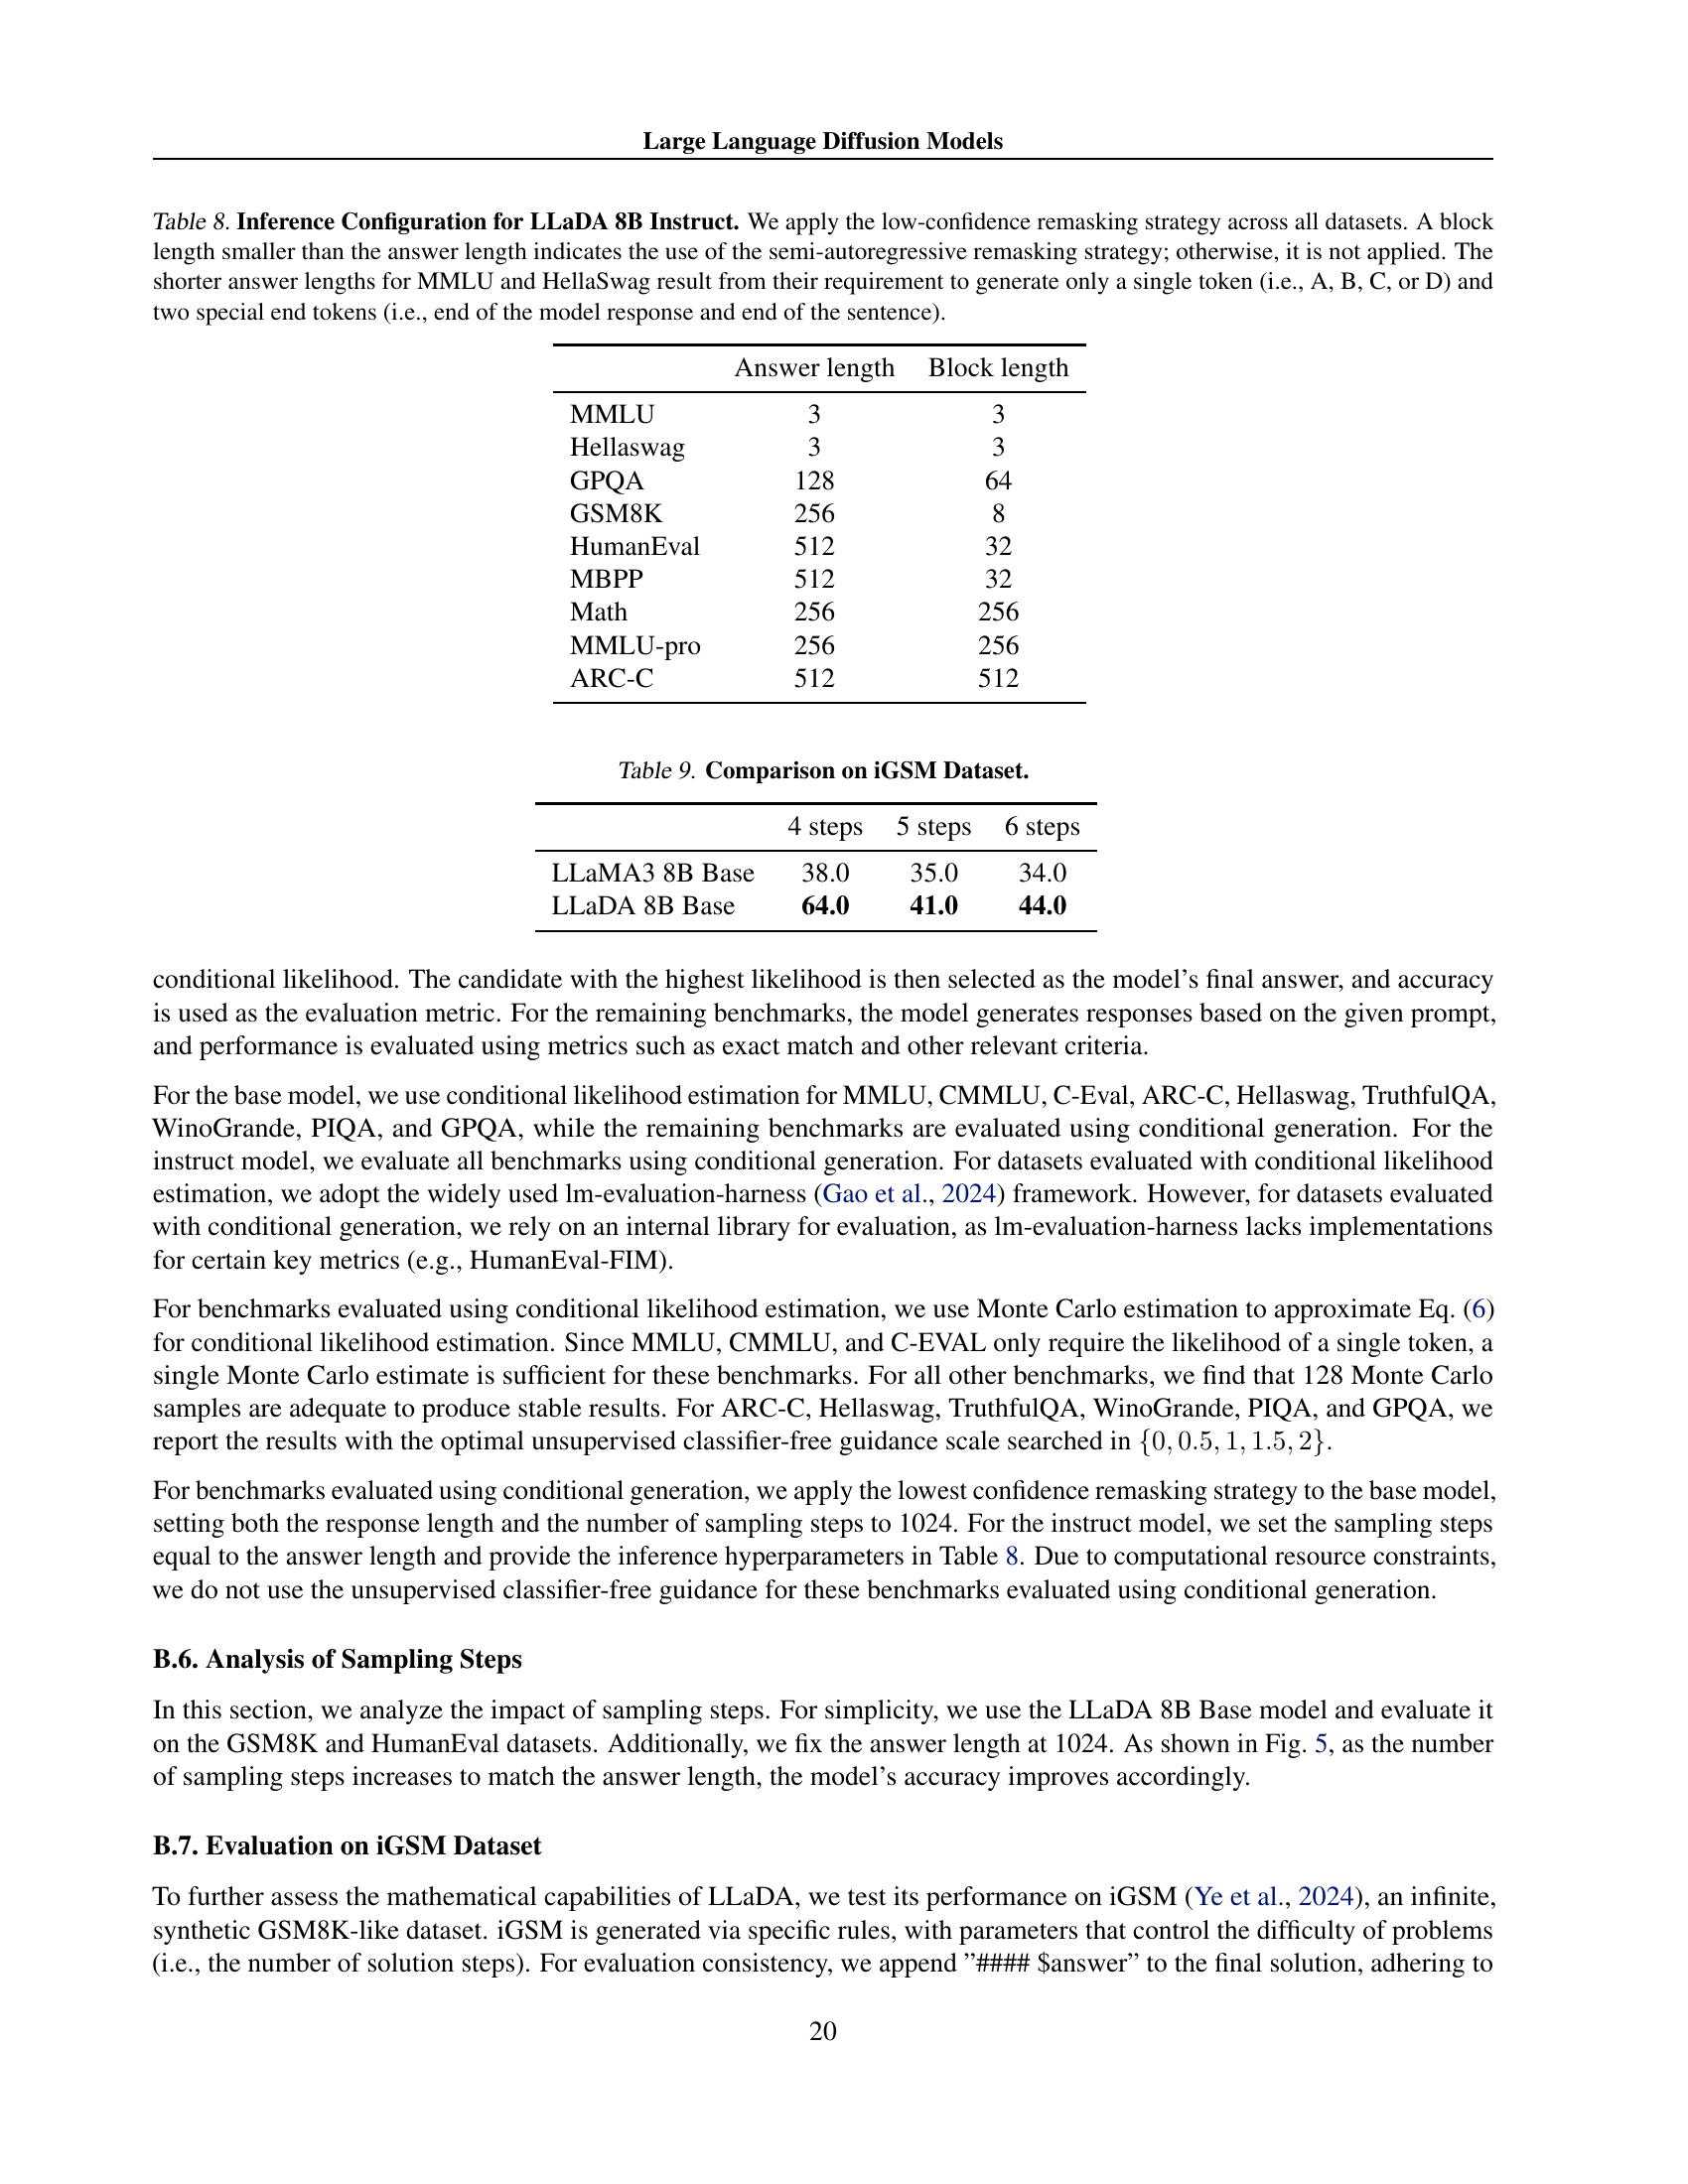 Large Language Diffusion Models
Table 8. Inference Configuration for LLaDA 8B Instruct. We apply the low-confidence remasking strategy across all datasets. A block
length smaller than the answer length indicates the use of the semi-autoregressive remasking strategy; otherwise, it is not applied. The
shorter answer lengths for MMLU and HellaSwag result from their requirement to generate only a single token (i.e., A, B, C, or D) and
two special end tokens (i.e., end of the model response and end of the sentence).
Answer length Block length
MMLU 3 3
Hellaswag 3 3
GPQA 128 64
GSM8K 256 8
HumanEval 512 32
MBPP 512 32
Math 256 256
MMLU-pro 256 256
ARC-C 512 512
Table 9. Comparison on iGSM Dataset.
4 steps 5 steps 6 steps
LLaMA3 8B Base 38.0 35.0 34.0
LLaDA 8B Base 64.0 41.0 44.0
conditional likelihood. The candidate with the highest likelihood is then selected as the model's final answer, and accuracy
is used as the evaluation metric. For the remaining benchmarks, the model generates responses based on the given prompt,
and performance is evaluated using metrics such as exact match and other relevant criteria.
For the base model, we use conditional likelihood estimation for MMLU, CMMLU, C-Eval, ARC-C, Hellaswag, TruthfulQA,
WinoGrande, PIQA, and GPQA, while the remaining benchmarks are evaluated using conditional generation. For the
instruct model, we evaluate all benchmarks using conditional generation. For datasets evaluated with conditional likelihood
estimation, we adopt the widely used lm-evaluation-harness (Gao et al., 2024) framework. However, for datasets evaluated
with conditional generation, we rely on an internal library for evaluation, as lm-evaluation-harness lacks implementations
for certain key metrics (e.g., HumanEval-FIM).
For benchmarks evaluated using conditional likelihood estimation, we use Monte Carlo estimation to approximate Eq. (6)
for conditional likelihood estimation. Since MMLU, CMMLU, and C-EVAL only require the likelihood of a single token, a
single Monte Carlo estimate is sufficient for these benchmarks. For all other benchmarks, we find that 128 Monte Carlo
samples are adequate to produce stable results. For ARC-C, Hellaswag, TruthfulQA, WinoGrande, PIQA, and GPQA, we
report the results with the optimal unsupervised classifier-free guidance scale searched in {0, 0.5, 1, 1.5, 2}.
For benchmarks evaluated using conditional generation, we apply the lowest confidence remasking strategy to the base model,
setting both the response length and the number of sampling steps to 1024. For the instruct model, we set the sampling steps
equal to the answer length and provide the inference hyperparameters in Table 8. Due to computational resource constraints,
we do not use the unsupervised classifier-free guidance for these benchmarks evaluated using conditional generation.
B.6. Analysis of Sampling Steps
In this section, we analyze the impact of sampling steps. For simplicity, we use the LLaDA 8B Base model and evaluate it
on the GSM8K and HumanEval datasets. Additionally, we fix the answer length at 1024. As shown in Fig. 5, as the number
of sampling steps increases to match the answer length, the model's accuracy improves accordingly.
B.7. Evaluation on iGSM Dataset
To further assess the mathematical capabilities of LLaDA, we test its performance on iGSM (Ye et al., 2024), an infinite,
synthetic GSM8K-like dataset. iGSM is generated via specific rules, with parameters that control the difficulty of problems
(i.e., the number of solution steps). For evaluation consistency, we append ”#### $answer” to the final solution, adhering to
20